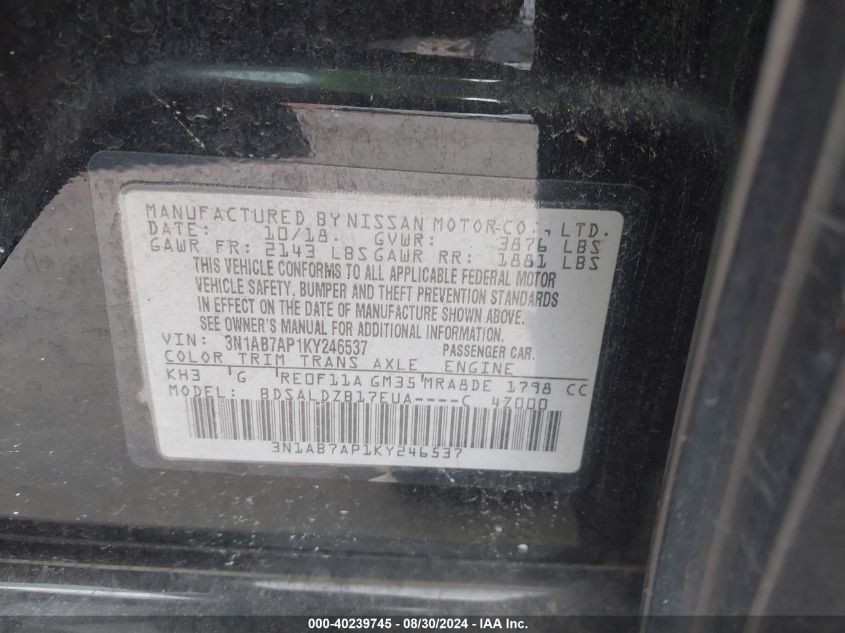 MANUFACTURED BY NISSAN MOTOR CO., LTD.
DATE: 10/18. GVWR: 3876 LBS
GAWR FR: 2143 LBS GAWR RR: 1881 LBS
THIS VEHICLE CONFORMS TO ALL APPLICABLE FEDERAL MOTOR
VEHICLE SAFETY, BUMPER AND THEFT PREVENTION STANDARDS
IN EFFECT ON THE DATE OF MANUFACTURE SHOWN ABOVE.
SEE OWNER'S MANUAL FOR ADDITIONAL INFORMATION.
VIN: 3N1AB7AP1KY246537 PASSENGER CAR.
COLOR TRIM TRANS AXLE ENGINE
KH3 G RE0F11A GM35 MRA8DE 1798 CC
MODEL: BDSALDZB17EUA----C 4Z000
3N1AB7AP1KY246537
000-40239745 - 08/30/2024 - IAA Inc.